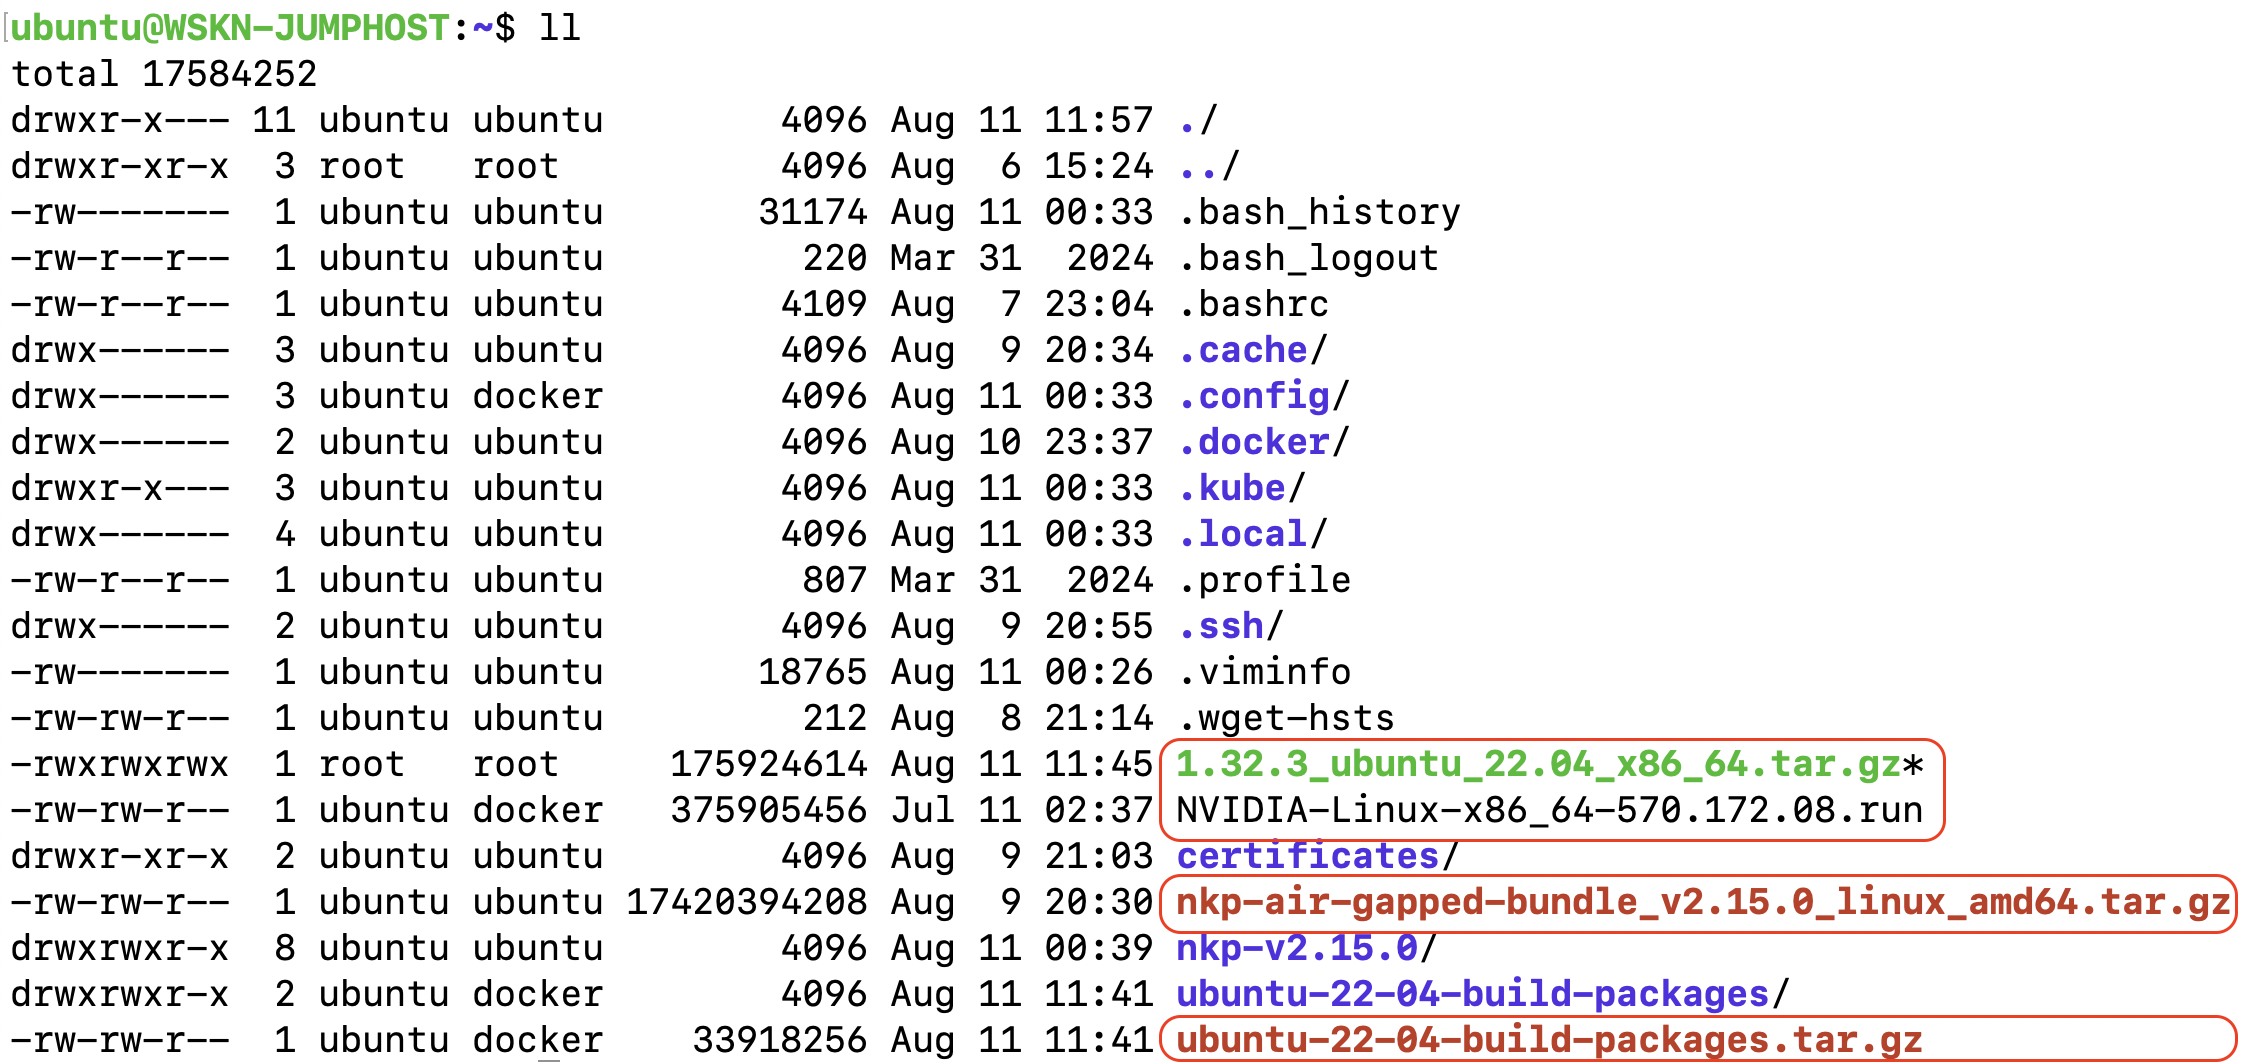 ubuntu@WSKN-JUMPHOST:~$ ll
total 17584252
drwxr-x--- 11 ubuntu ubuntu        4096 Aug 11 11:57 ./
drwxr-xr-x  3 root   root          4096 Aug  6 15:24 ../
-rw-------  1 ubuntu ubuntu       31174 Aug 11 00:33 .bash_history
-rw-r--r--  1 ubuntu ubuntu         220 Mar 31  2024 .bash_logout
-rw-r--r--  1 ubuntu ubuntu        4109 Aug  7 23:04 .bashrc
drwx------  3 ubuntu ubuntu        4096 Aug  9 20:34 .cache/
drwx------  3 ubuntu docker        4096 Aug 11 00:33 .config/
drwx------  2 ubuntu ubuntu        4096 Aug 10 23:37 .docker/
drwxr-x---  3 ubuntu ubuntu        4096 Aug 11 00:33 .kube/
drwx------  4 ubuntu ubuntu        4096 Aug 11 00:33 .local/
-rw-r--r--  1 ubuntu ubuntu         807 Mar 31  2024 .profile
drwx------  2 ubuntu ubuntu        4096 Aug  9 20:55 .ssh/
-rw-------  1 ubuntu ubuntu       18765 Aug 11 00:26 .viminfo
-rw-rw-r--  1 ubuntu ubuntu         212 Aug  8 21:14 .wget-hsts
-rwxrwxrwx  1 root   root     175924614 Aug 11 11:45 1.32.3_ubuntu_22.04_x86_64.tar.gz*
-rw-rw-r--  1 ubuntu docker   375905456 Jul 11 02:37 NVIDIA-Linux-x86_64-570.172.08.run
drwxr-xr-x  2 ubuntu ubuntu        4096 Aug  9 21:03 certificates/
-rw-rw-r--  1 ubuntu ubuntu 17420394208 Aug  9 20:30 nkp-air-gapped-bundle_v2.15.0_linux_amd64.tar.gz
drwxrwxr-x  8 ubuntu ubuntu        4096 Aug 11 00:39 nkp-v2.15.0/
drwxrwxr-x  2 ubuntu docker        4096 Aug 11 11:41 ubuntu-22-04-build-packages/
-rw-rw-r--  1 ubuntu docker    33918256 Aug 11 11:41 ubuntu-22-04-build-packages.tar.gz